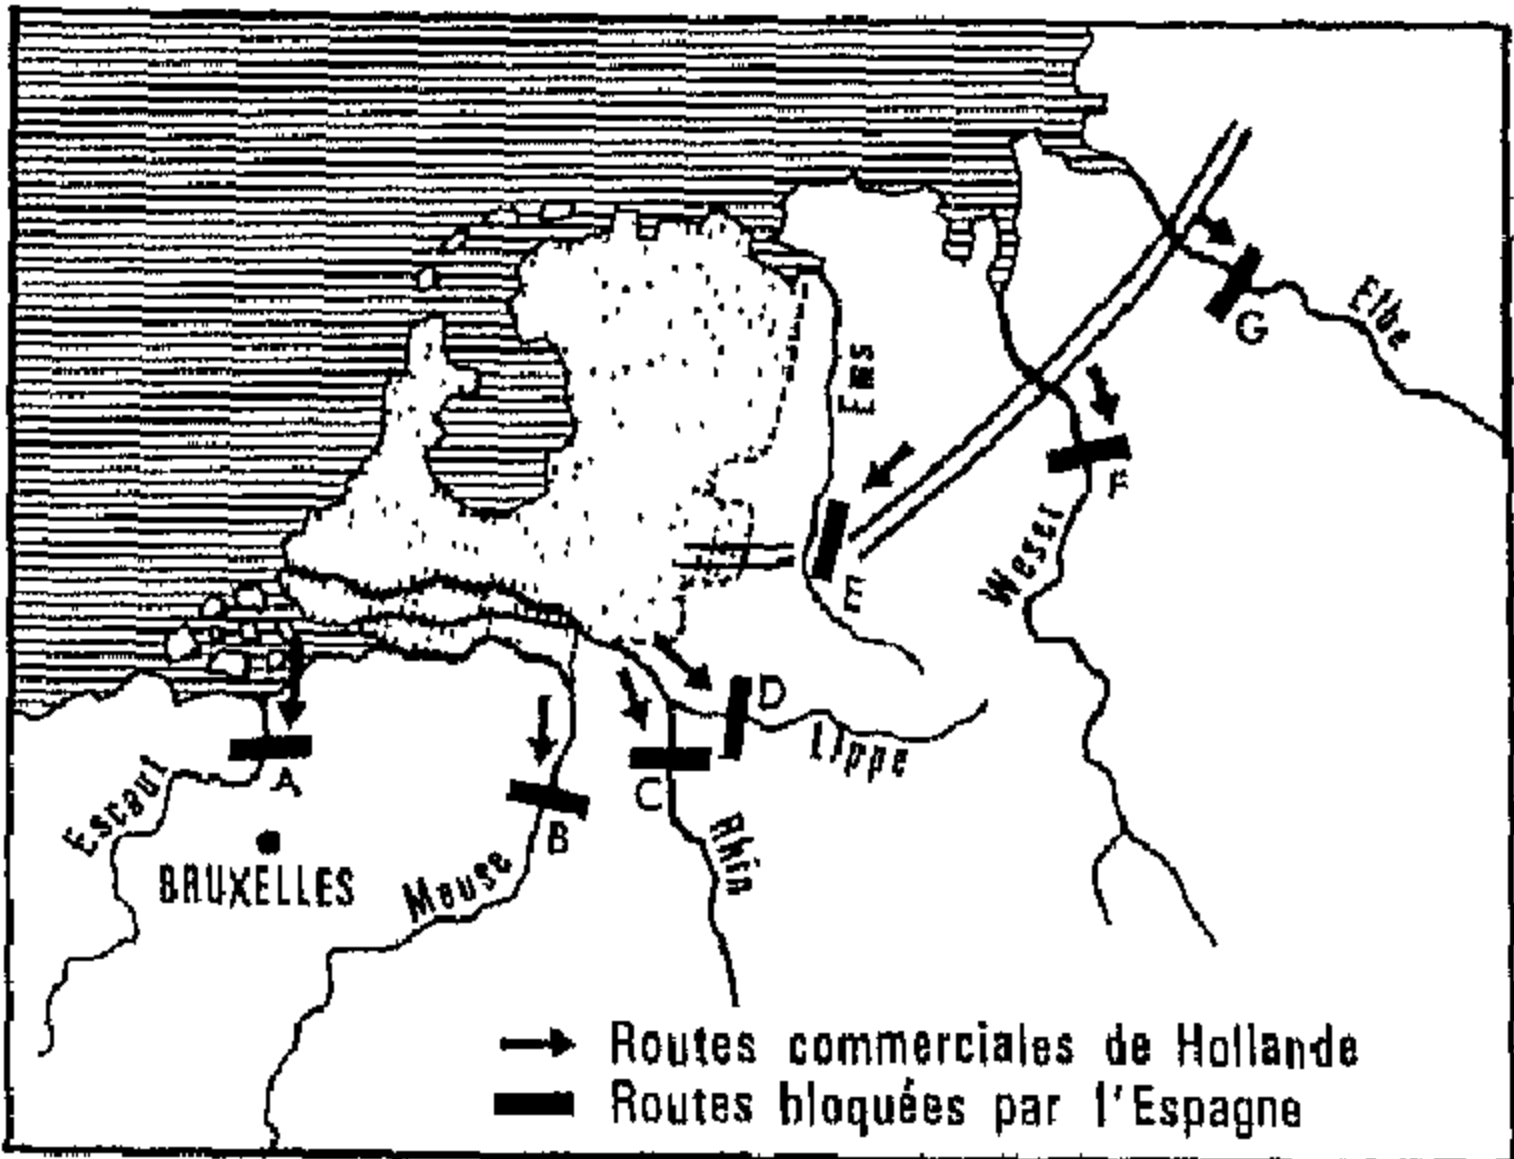 Elbe
G
Ems
F
Weser
E
D
Lippe
C
Rhin
A
Escaut
B
BRUXELLES
Meuse
Routes commerciales de Hollande
Routes bloquées par l'Espagne